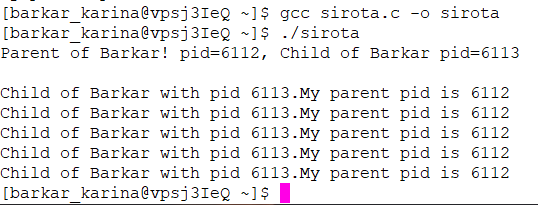 [barkar_karina@vpsj3IeQ ~]$ gcc sirota.c -o sirota
[barkar_karina@vpsj3IeQ ~]$ ./sirota
Parent of Barkar! pid=6112, Child of Barkar pid=6113
Child of Barkar with pid 6113.My parent pid is 6112
Child of Barkar with pid 6113.My parent pid is 6112
Child of Barkar with pid 6113.My parent pid is 6112
Child of Barkar with pid 6113.My parent pid is 6112
Child of Barkar with pid 6113.My parent pid is 6112
[barkar_karina@vpsj3IeQ ~]$